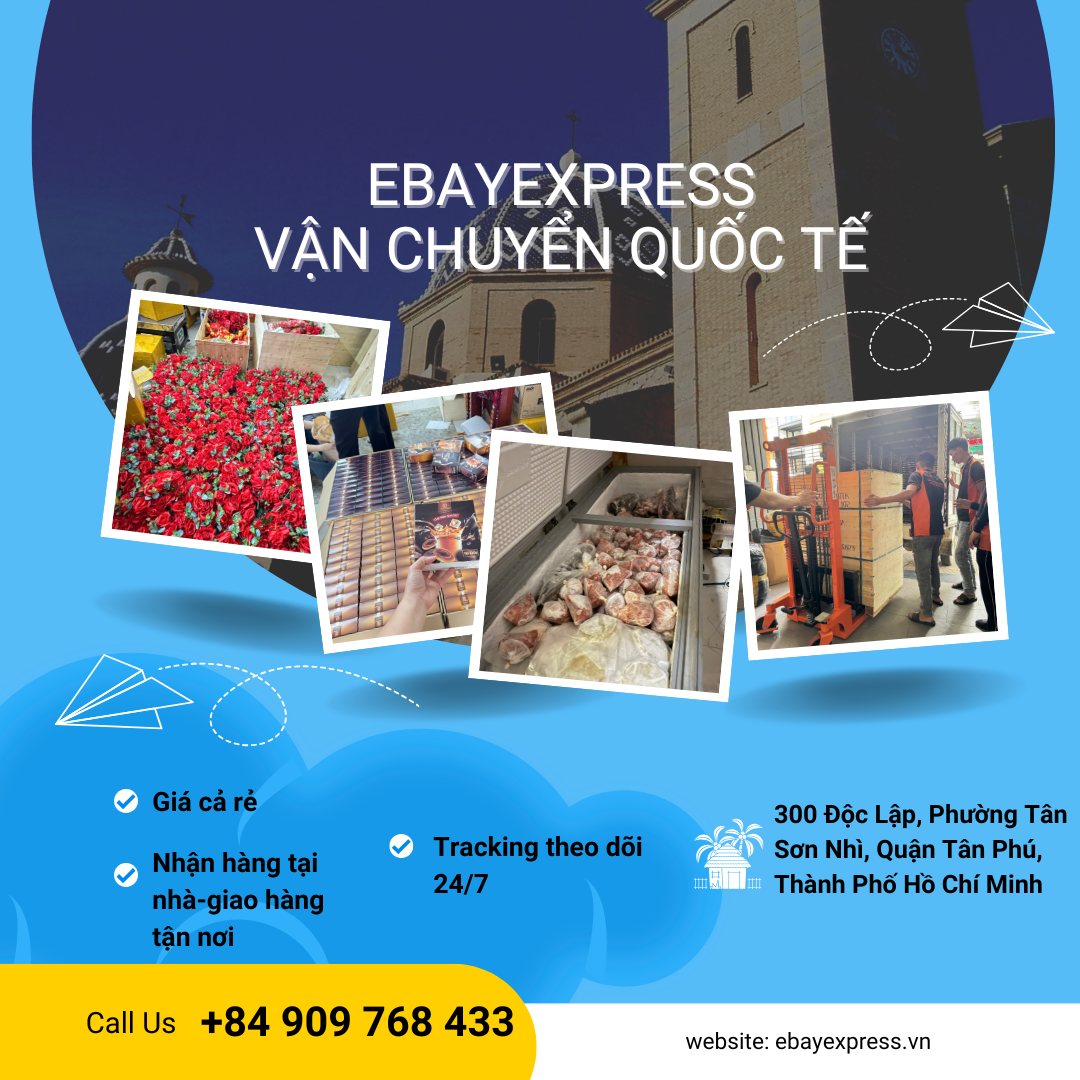 EBAYEXPRESS
VẬN CHUYỂN QUỐC TẾ
Giá cả rẻ
Nhận hàng tại
nhà-giao hàng
tận nơi
Tracking theo dõi
24/7
300 Độc Lập, Phường Tân
Sơn Nhì, Quận Tân Phú,
Thành Phố Hồ Chí Minh
Call Us +84 909 768 433
website: ebayexpress.vn